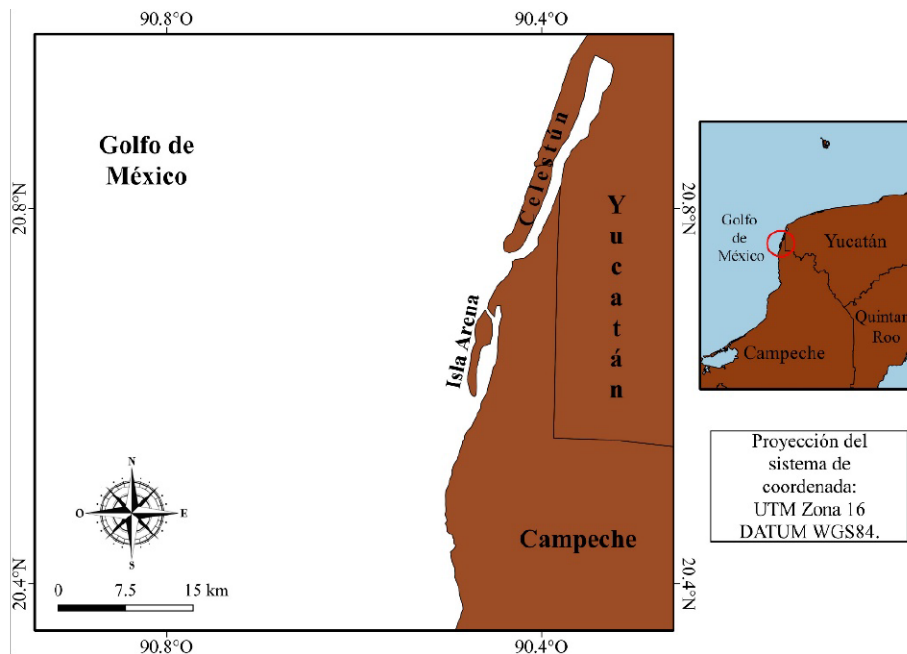 90.8°O
90.4°O
Golfo de
México
Celestún
20.8°N
20.8°N
Yucatán
Isla Arena
Campeche
N
O
E
S
0 7.5 15 km
20.4°N
20.4°N
90.8°O
90.4°O
Golfo
de
México
Yucatán
Quintan
Roo
Campeche
Proyección del
sistema de
coordenada:
UTM Zona 16
DATUM WGS84.